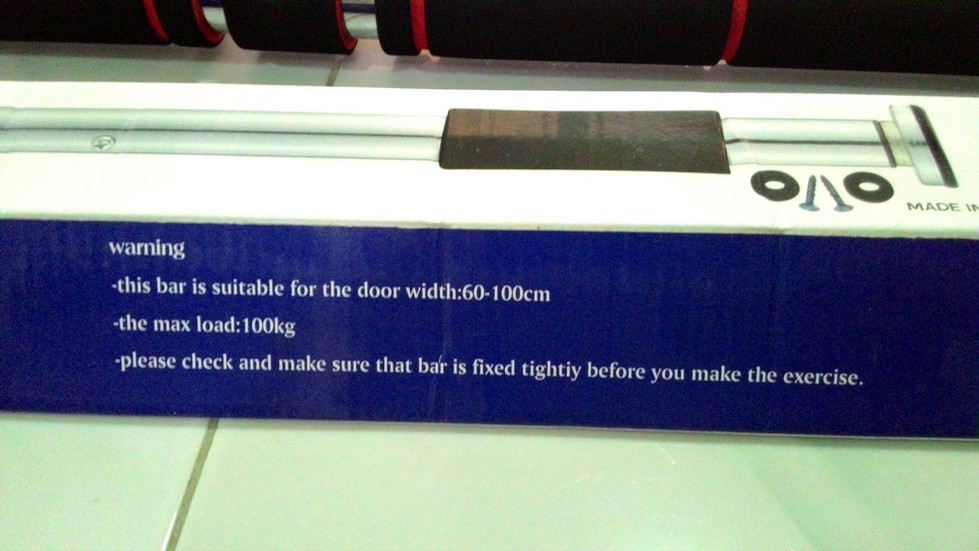 MADE IN
warning
-this bar is suitable for the door width:60-100cm
-the max load:100kg
-please check and make sure that bar is fixed tightiy before you make the exercise.